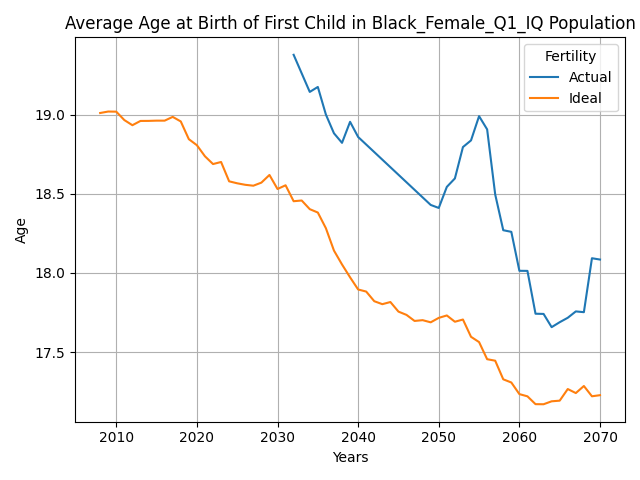 Average Age at Birth of First Child in Black_Female_Q1_IQ Population
Fertility
Actual
Ideal
19.0
18.5
18.0
17.5
Age
2010 2020 2030 2040 2050 2060 2070
Years